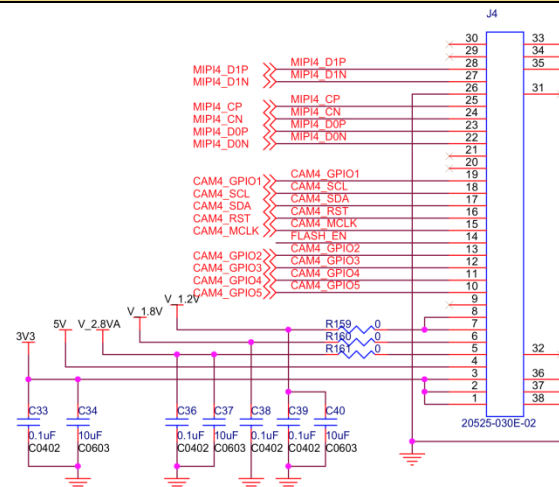 J4
30 33
29 34
MIPI4_D1P MIPI4_D1P 28 35
MIPI4_D1N MIPI4_D1N 27
26 31
MIPI4_CP MIPI4_CP 25
MIPI4_CN MIPI4_CN 24
MIPI4_D0P MIPI4_D0P 23
MIPI4_D0N MIPI4_D0N 22
21
20
CAM4_GPIO1 CAM4_GPIO1 19
CAM4_SCL CAM4_SCL 18
CAM4_SDA CAM4_SDA 17
CAM4_RST CAM4_RST 16
CAM4_MCLK CAM4_MCLK 15
FLASH_EN 14
CAM4_GPIO2 CAM4_GPIO2 13
CAM4_GPIO3 CAM4_GPIO3 12
CAM4_GPIO4 CAM4_GPIO4 11
CAM4_GPIO5 CAM4_GPIO5 10
V_1.2V 9
V_1.8V 8
5V V_2.8VA R159 0 7
3V3 R160 0 6
R161 0 5 32
4
3 36
2 37
1 38
C33 C34 C36 C37 C38 C39 C40 20525-030E-02
0.1uF 10uF 0.1uF 10uF 0.1uF 0.1uF 10uF
C0402 C0603 C0402 C0603 C0402 C0402 C0603